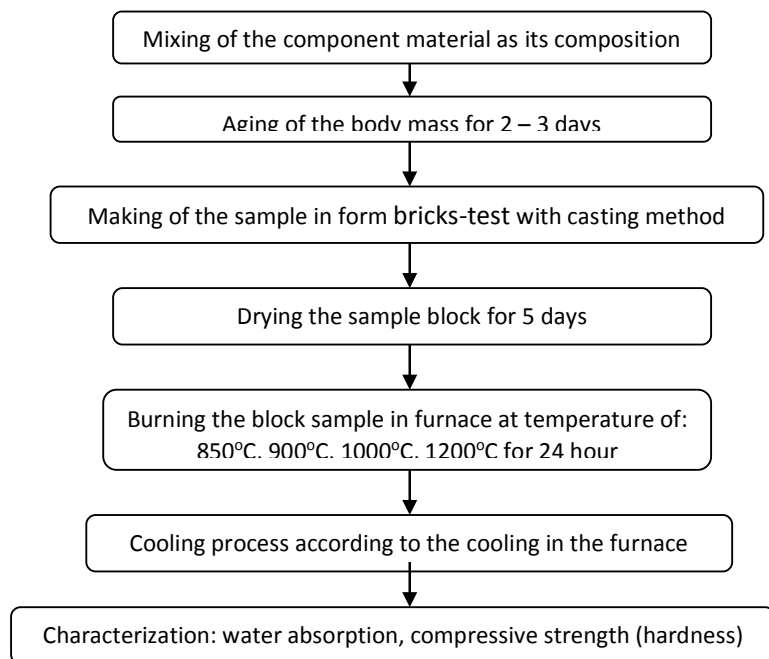 Mixing of the component material as its composition
Aging of the body mass for 2 – 3 days
Making of the sample in form bricks-test with casting method
Drying the sample block for 5 days
Burning the block sample in furnace at temperature of:
850°C, 900°C, 1000°C, 1200°C for 24 hour
Cooling process according to the cooling in the furnace
Characterization: water absorption, compressive strength (hardness)